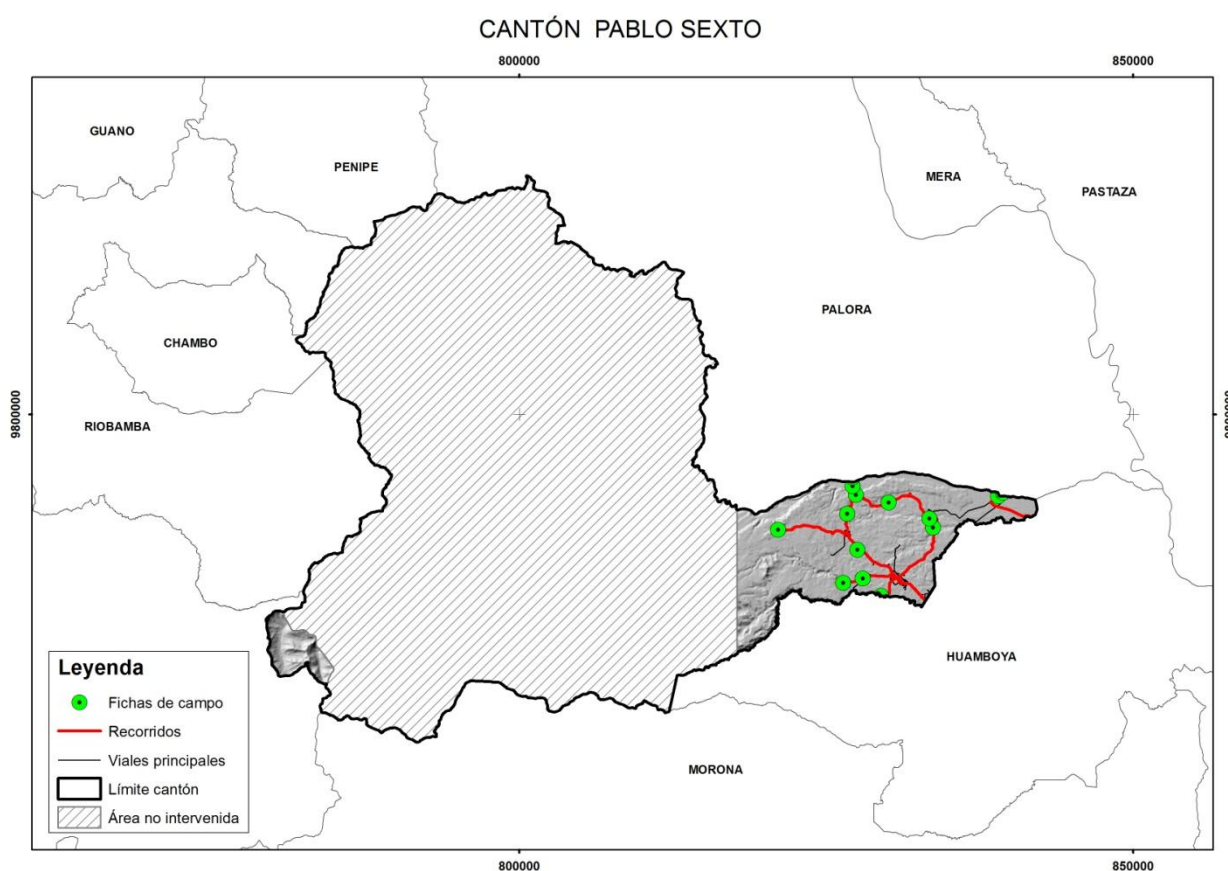 CANTÓN PABLO SEXTO
800000
850000
GUANO
PENIPE
MERA
PASTAZA
PALORA
CHAMBO
9800000
9800000
RIOBAMBA
HUAMBOYA
MORONA
Leyenda
Fichas de campo
Recorridos
Viales principales
Límite cantón
Área no intervenida
800000
850000